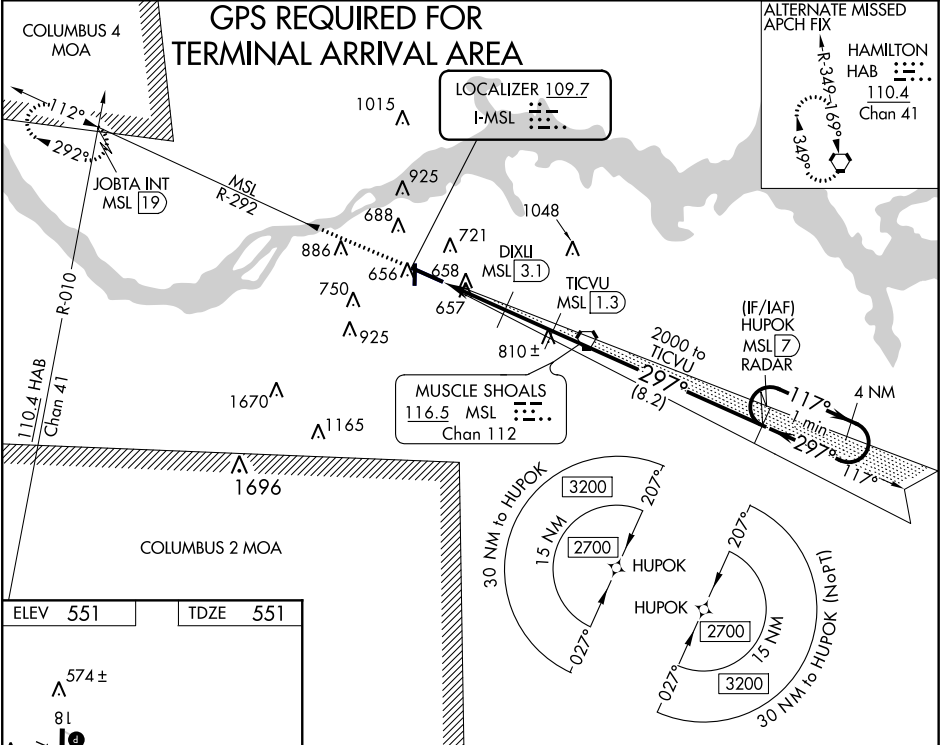 GPS REQUIRED FOR
TERMINAL ARRIVAL AREA
COLUMBUS 4
MOA
ALTERNATE MISSED
APCH FIX
HAMILTON
HAB
110.4
Chan 41
R-349
169°
349°
LOCALIZER 109.7
I-MSL
1015
112°
292°
JOBTA INT
MSL 19
MSL
R-292
925
688
886
721
1048
656
658
657
DIXLI
MSL 3.1
TICVU
MSL 1.3
750
925
810 ±
(IF/IAF)
HUPOK
MSL 7
RADAR
2000 to
TICVU
297°
(8.2)
117°
4 NM
1 min
297°
117°
R-010
110.4 HAB
Chan 41
MUSCLE SHOALS
116.5 MSL
Chan 112
1670
1165
1696
COLUMBUS 2 MOA
30 NM to HUPOK
3200
15 NM
2700
207°
HUPOK
027°
207°
HUPOK
2700
15 NM
3200
027°
30 NM to HUPOK (NoPT)
ELEV 551
TDZE 551
574 ±
18
P